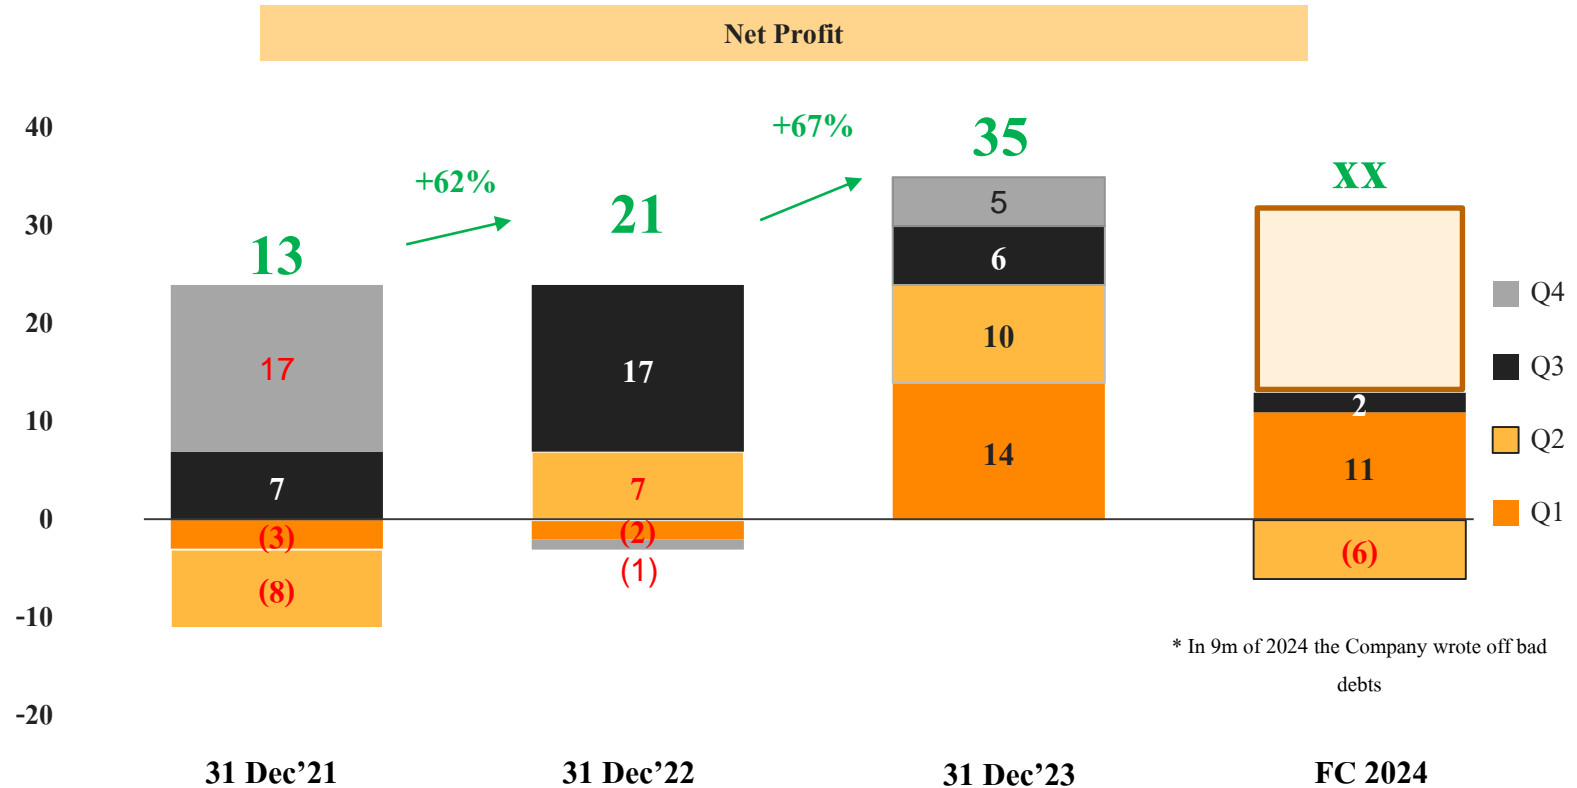 Net Profit
40
30
20
10
0
-10
-20
+62%
+67%
13
21
35
xx
17
7
(3)
(8)
17
7
(2)
(1)
5
6
10
14
2
11
(6)
Q4
Q3
Q2
Q1
* In 9m of 2024 the Company wrote off bad
debts
31 Dec’21
31 Dec’22
31 Dec’23
FC 2024